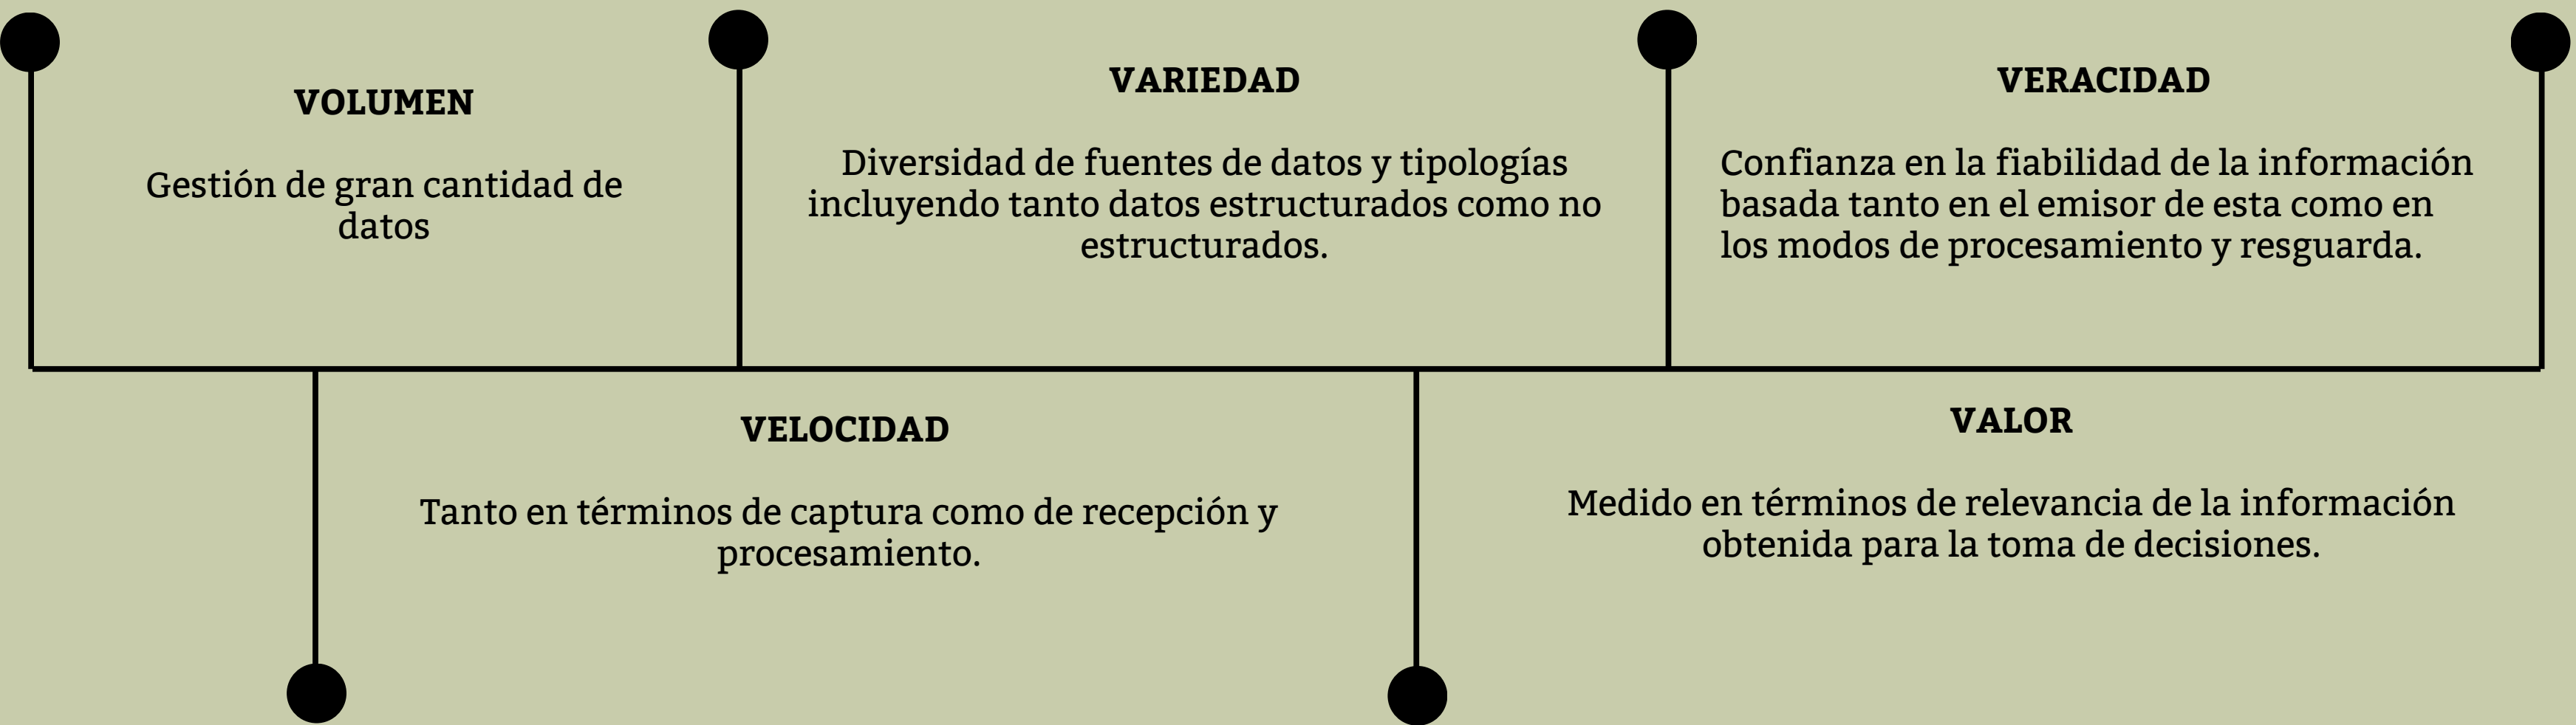 VOLUMEN
Gestión de gran cantidad de
datos
VARIEDAD
Diversidad de fuentes de datos y tipologías
incluyendo tanto datos estructurados como no
estructurados.
VERACIDAD
Confianza en la fiabilidad de la información
basada tanto en el emisor de esta como en
los modos de procesamiento y resguarda.
VELOCIDAD
Tanto en términos de captura como de recepción y
procesamiento.
VALOR
Medido en términos de relevancia de la información
obtenida para la toma de decisiones.